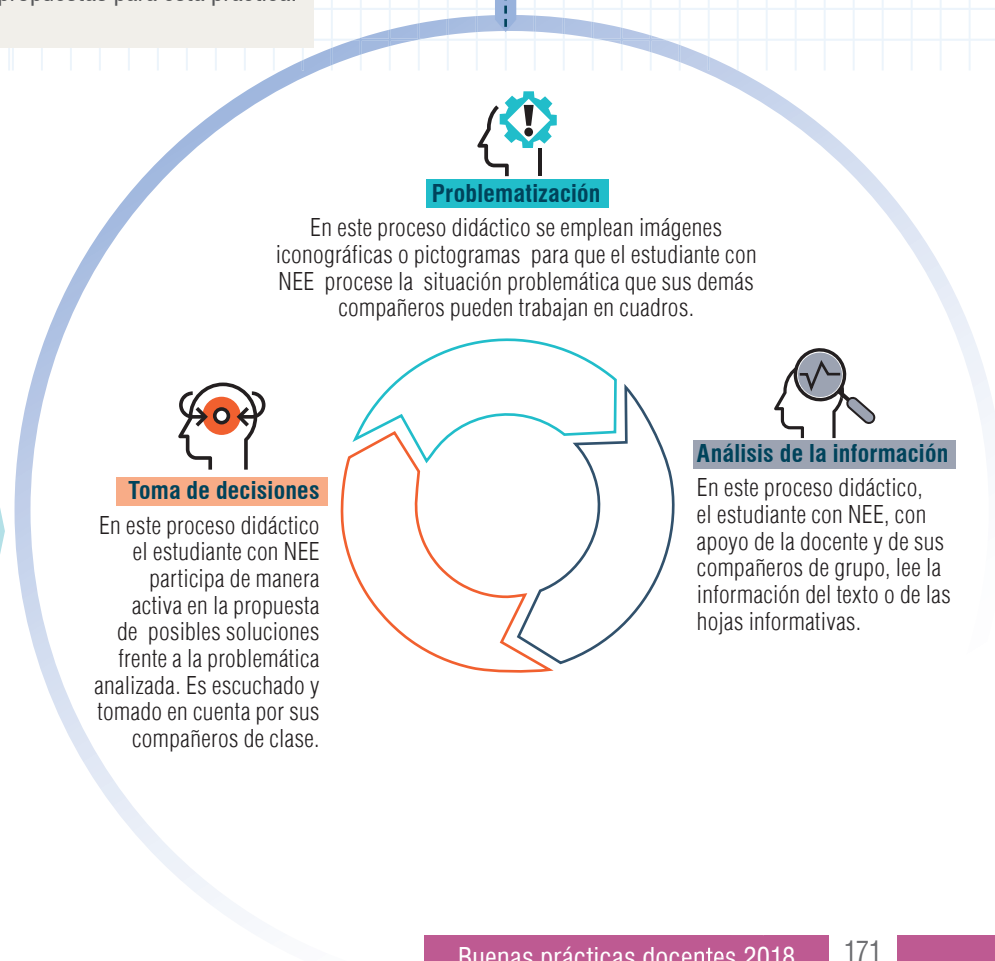 propuestas para esta práctica.
Problematización
En este proceso didáctico se emplean imágenes
iconográficas o pictogramas para que el estudiante con
NEE procese la situación problemática que sus demás
compañeros pueden trabajan en cuadros.
Análisis de la información
En este proceso didáctico,
el estudiante con NEE, con
apoyo de la docente y de sus
compañeros de grupo, lee la
información del texto o de las
hojas informativas.
Toma de decisiones
En este proceso didáctico
el estudiante con NEE
participa de manera
activa en la propuesta
de posibles soluciones
frente a la problemática
analizada. Es escuchado y
tomado en cuenta por sus
compañeros de clase.
Buenas prácticas docentes 2018
171